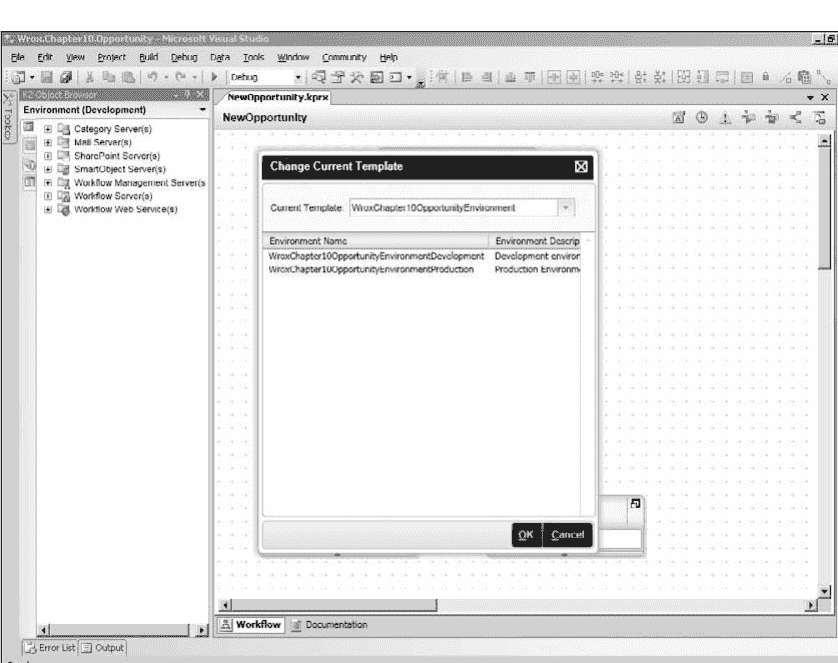 Wrox.Chapter10.Opportunity - Microsoft Visual Studio
File Edit View Project Build Debug Data Tools Window Community Help
Debug
K2 Object Browser
Environment (Development)
Category Server(s)
Mail Server(s)
SharePoint Server(s)
SmartObject Server(s)
Workflow Management Server(s
Workflow Server(s)
Workflow Web Service(s)
Toolbox
NewOpportunity.kprx
NewOpportunity
Change Current Template
Current Template: WroxChapter10OpportunityEnvironment
Environment Name Environment Descrip
WroxChapter10OpportunityEnvironmentDevelopment Development environ
WroxChapter10OpportunityEnvironmentProduction Production Environm
OK Cancel
Workflow Documentation
Error List Output